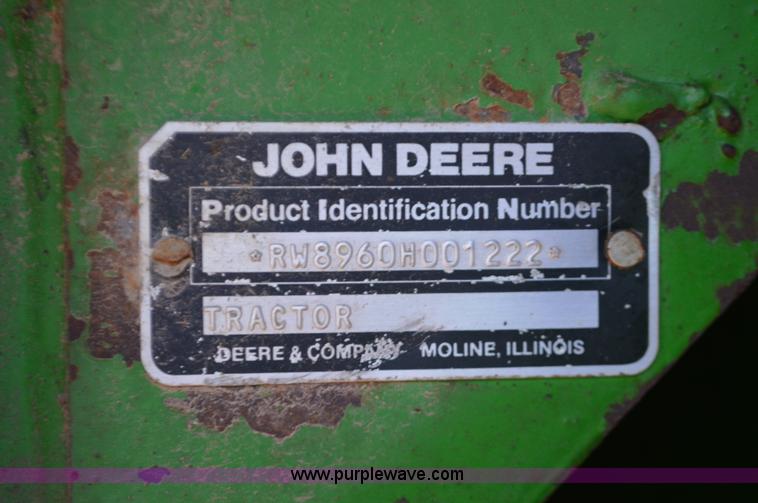 JOHN DEERE
Product Identification Number
*RW8960H001222*
TRACTOR
DEERE & COMPANY MOLINE, ILLINOIS
www.purplewave.com